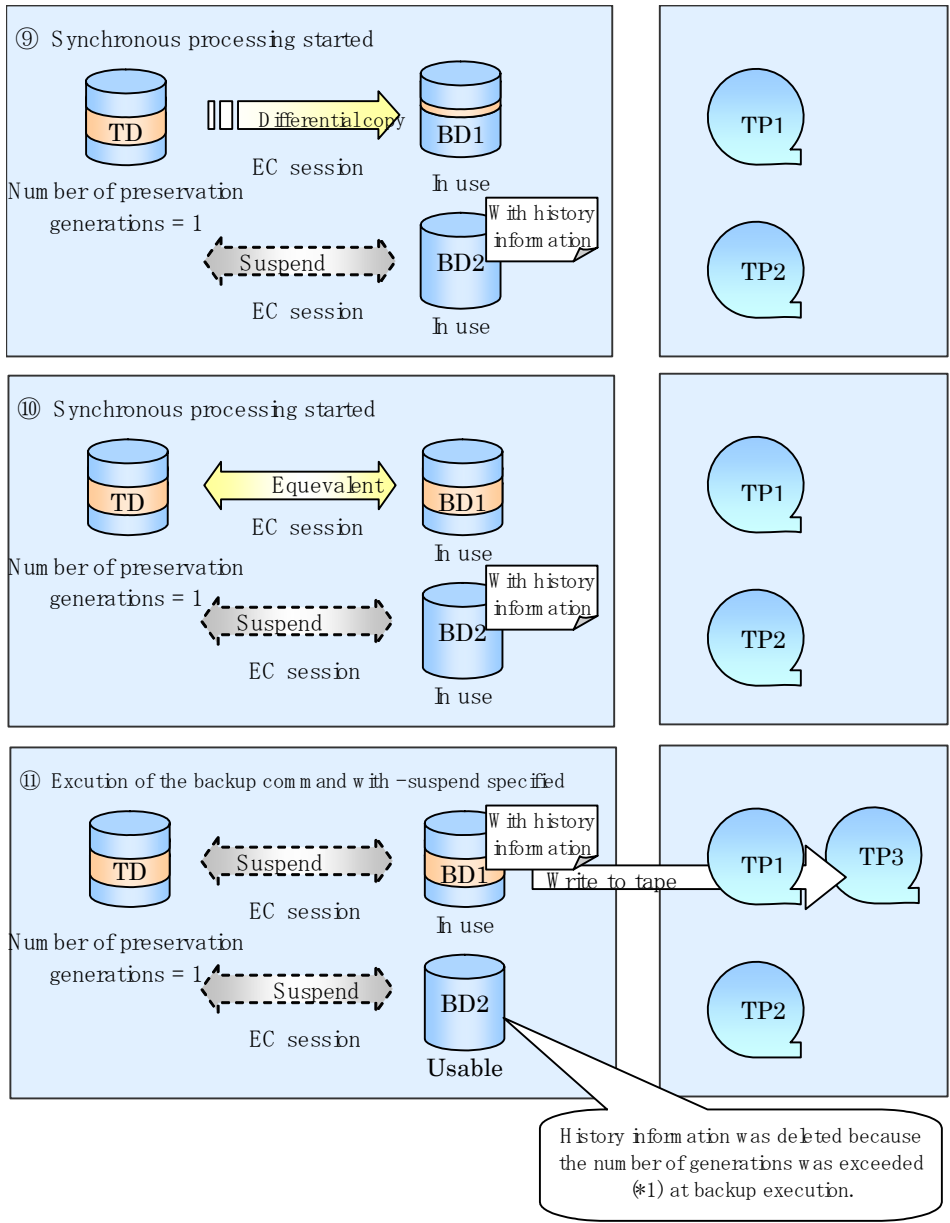 ⑨ Synchronous processing started
TD
Differential copy
BD1
TP1
EC session
In use
Number of preservation
generations = 1
With history
information
Suspend
BD2
TP2
EC session
In use
⑩ Synchronous processing started
TD
Equevalent
BD1
TP1
EC session
In use
Number of preservation
generations = 1
With history
information
Suspend
BD2
TP2
EC session
In use
⑪ Excution of the backup command with -suspend specified
With history
information
TD
Suspend
BD1
Write to tape
TP1
TP3
EC session
In use
Number of preservation
generations = 1
Suspend
BD2
TP2
EC session
Usable
History information was deleted because
the number of generations was exceeded
(*1) at backup execution.